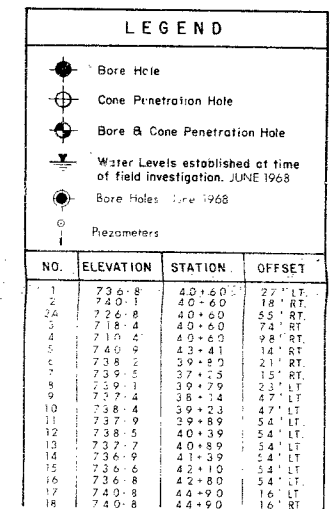 LEGEND
Bore Hole
Cone Penetration Hole
Bore & Cone Penetration Hole
Water Levels established at time
of field investigation. JUNE 1968
Bore Holes June 1968
Piezometers
NO. ELEVATION STATION. OFFSET
1 736.8 40+60 27' LT.
2 740.1 40+60 18' RT.
2A 726.8 40+60 55' RT.
3 718.4 40+60 74' RT.
4 710.4 40+60 98' RT.
5 740.9 43+41 14' RT.
6 738.2 39+80 21' RT.
7 739.5 37+75 15' RT.
8 739.1 39+79 23' LT
9 737.4 38+14 47' LT
10 738.4 39+23 47' LT
11 737.9 39+89 54' LT.
12 738.5 40+39 54' LT
13 737.7 40+89 54' LT
14 736.9 41+39 54' LT
15 736.6 42+10 54' LT
16 736.8 42+80 54' LT
17 740.8 44+90 16' LT
18 740.8 44+90 16' RT